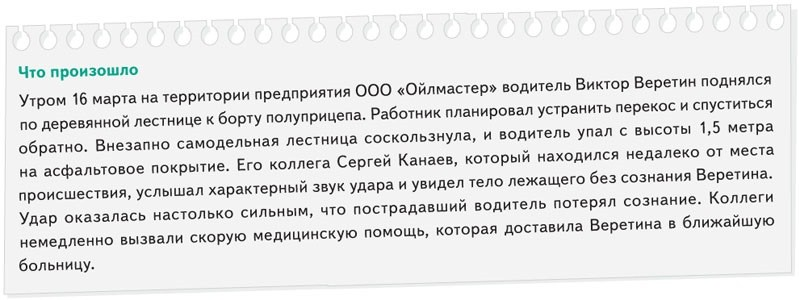 Что произошло
Утром 16 марта на территории предприятия ООО «Ойлмастер» водитель Виктор Веретин поднялся
по деревянной лестнице к борту полуприцепа. Работник планировал устранить перекос и спуститься
обратно. Внезапно самодельная лестница соскользнула, и водитель упал с высоты 1,5 метра
на асфальтовое покрытие. Его коллега Сергей Канаев, который находился недалеко от места
происшествия, услышал характерный звук удара и увидел тело лежащего без сознания Веретина.
Удар оказалась настолько сильным, что пострадавший водитель потерял сознание. Коллеги
немедленно вызвали скорую медицинскую помощь, которая доставила Веретина в ближайшую
больницу.